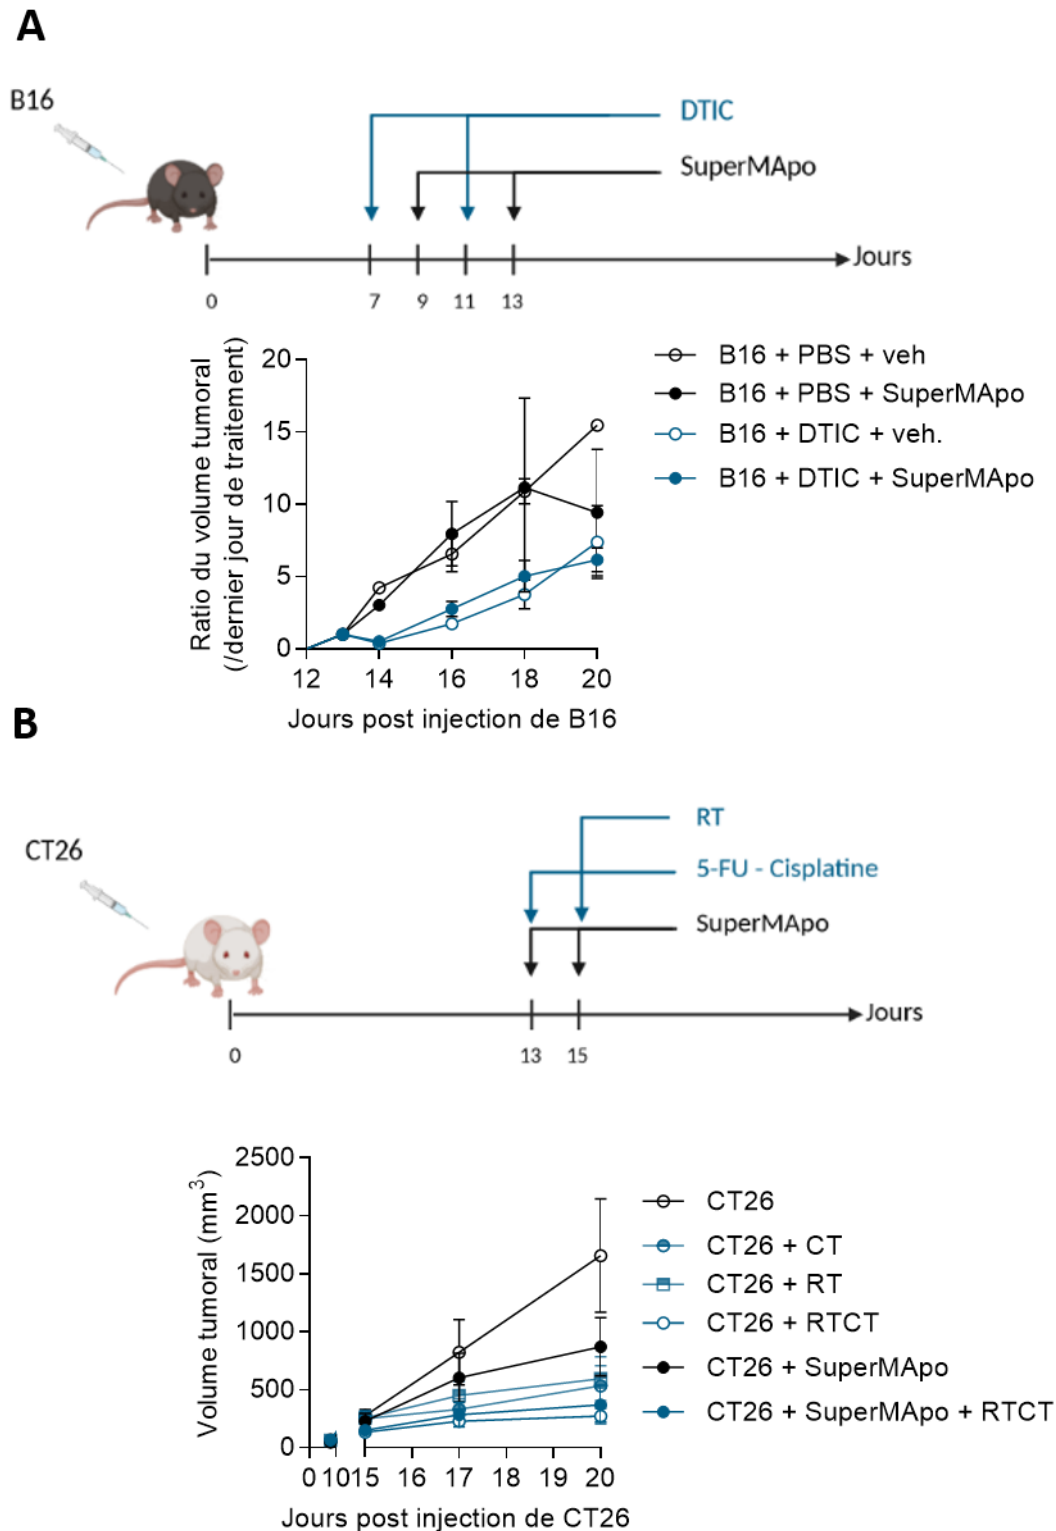 A
B16
DTIC
SuperMApo
Jours
0 7 9 11 13
Ratio du volume tumoral
(/dernier jour de traitement)
20
15
10
5
0
12 14 16 18 20
Jours post injection de B16
B16 + PBS + veh
B16 + PBS + SuperMApo
B16 + DTIC + veh.
B16 + DTIC + SuperMApo
B
CT26
RT
5-FU - Cisplatine
SuperMApo
Jours
0 13 15
Volume tumoral (mm³)
2500
2000
1500
1000
500
0
0 10 15 16 17 18 19 20
Jours post injection de CT26
CT26
CT26 + CT
CT26 + RT
CT26 + RTCT
CT26 + SuperMApo
CT26 + SuperMApo + RTCT